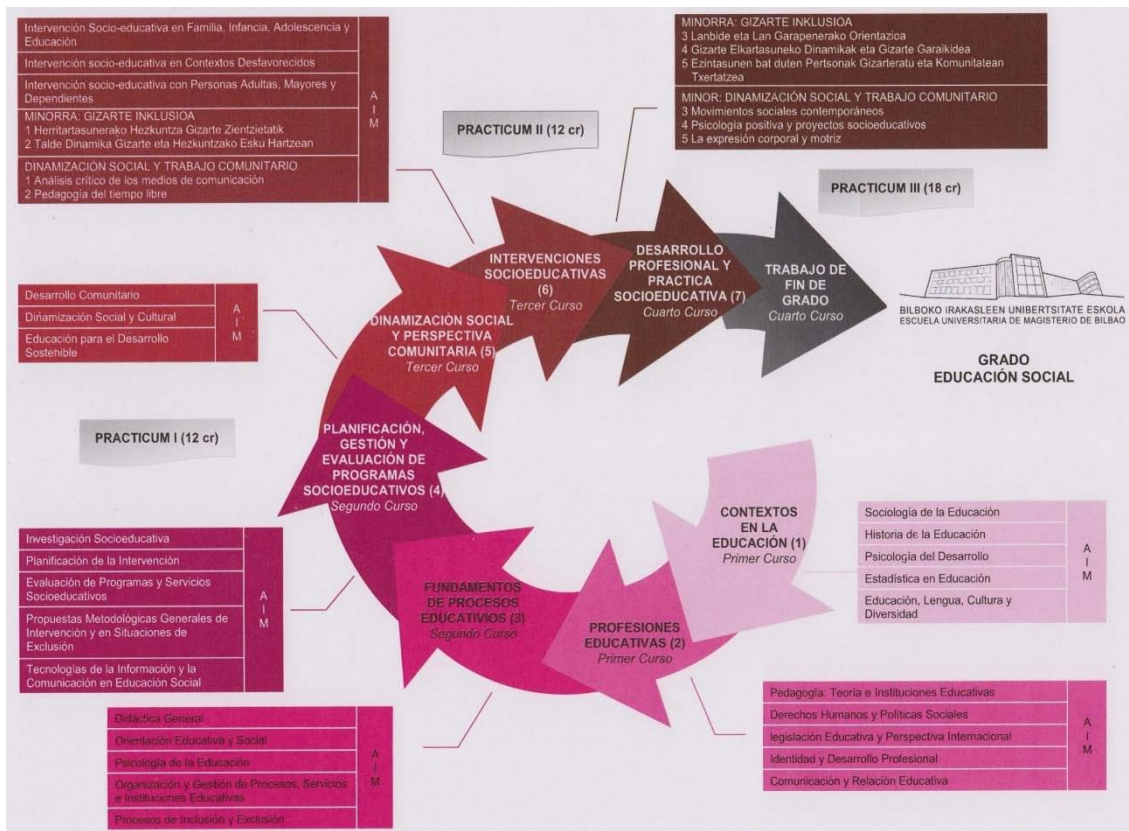 Intervención Socio-educativa en Familia, Infancia, Adolescencia y
Educación
Intervención socio-educativa en Contextos Desfavorecidos
Intervención socio-educativa con Personas Adultas, Mayores y
Dependientes
MINORRA: GIZARTE INKLUSIOA
1 Herritartasunerako Hezkuntza Gizarte Zientzietatik
2 Talde Dinamika Gizarte eta Hezkuntzako Esku Hartzean
DINAMIZACIÓN SOCIAL Y TRABAJO COMUNITARIO
1 Análisis crítico de los medios de comunicación
2 Pedagogía del tiempo libre
A
I
M
PRACTICUM II (12 cr)
MINORRA: GIZARTE INKLUSIOA
3 Lanbide eta Lan Garapenerako Orientazioa
4 Gizarte Elkartasuneko Dinamikak eta Gizarte Garaikidea
5 Ezintasunen bat duten Pertsonak Gizarteratu eta Komunitatean
Txertatzea
MINOR: DINAMIZACIÓN SOCIAL Y TRABAJO COMUNITARIO
3 Movimientos sociales contemporáneos
4 Psicología positiva y proyectos socioeducativos
5 La expresión corporal y motriz
PRACTICUM III (18 cr)
INTERVENCIONES
SOCIOEDUCATIVAS
(6)
Tercer Curso
DESARROLLO
PROFESIONAL Y
PRACTICA
SOCIOEDUCATIVA (7)
Cuarto Curso
TRABAJO DE
FIN DE
GRADO
Cuarto Curso
BILBOKO IRAKASLEEN UNIBERTSITATE ESKOLA
ESCUELA UNIVERSITARIA DE MAGISTERIO DE BILBAO
GRADO
EDUCACIÓN SOCIAL
Desarrollo Comunitario
Dinamización Social y Cultural
Educación para el Desarrollo
Sostenible
A
I
M
DINAMIZACIÓN SOCIAL
Y PERSPECTIVA
COMUNITARIA (5)
Tercer Curso
PRACTICUM I (12 cr)
PLANIFICACIÓN,
GESTIÓN Y
EVALUACIÓN DE
PROGRAMAS
SOCIOEDUCATIVOS (4)
Segundo Curso
CONTEXTOS
EN LA
EDUCACIÓN (1)
Primer Curso
Sociología de la Educación
Historia de la Educación
Psicología del Desarrollo
Estadística en Educación
Educación, Lengua, Cultura y
Diversidad
A
I
M
Investigación Socioeducativa
Planificación de la Intervención
Evaluación de Programas y Servicios
Socioeducativos
Propuestas Metodológicas Generales de
Intervención y en Situaciones de
Exclusión
Tecnologías de la Información y la
Comunicación en Educación Social
A
I
M
FUNDAMENTOS
DE PROCESOS
EDUCATIVIOS (3)
Segundo Curso
PROFESIONES
EDUCATIVAS (2)
Primer Curso
Pedagogía: Teoría e Instituciones Educativas
Derechos Humanos y Políticas Sociales
legislación Educativa y Perspectiva Internacional
Identidad y Desarrollo Profesional
Comunicación y Relación Educativa
A
I
M
Didáctica General
Orientación Educativa y Social
Psicología de la Educación
Organización y Gestión de Procesos, Servicios
e Instituciones Educativas
Procesos de Inclusión y Exclusión
A
I
M